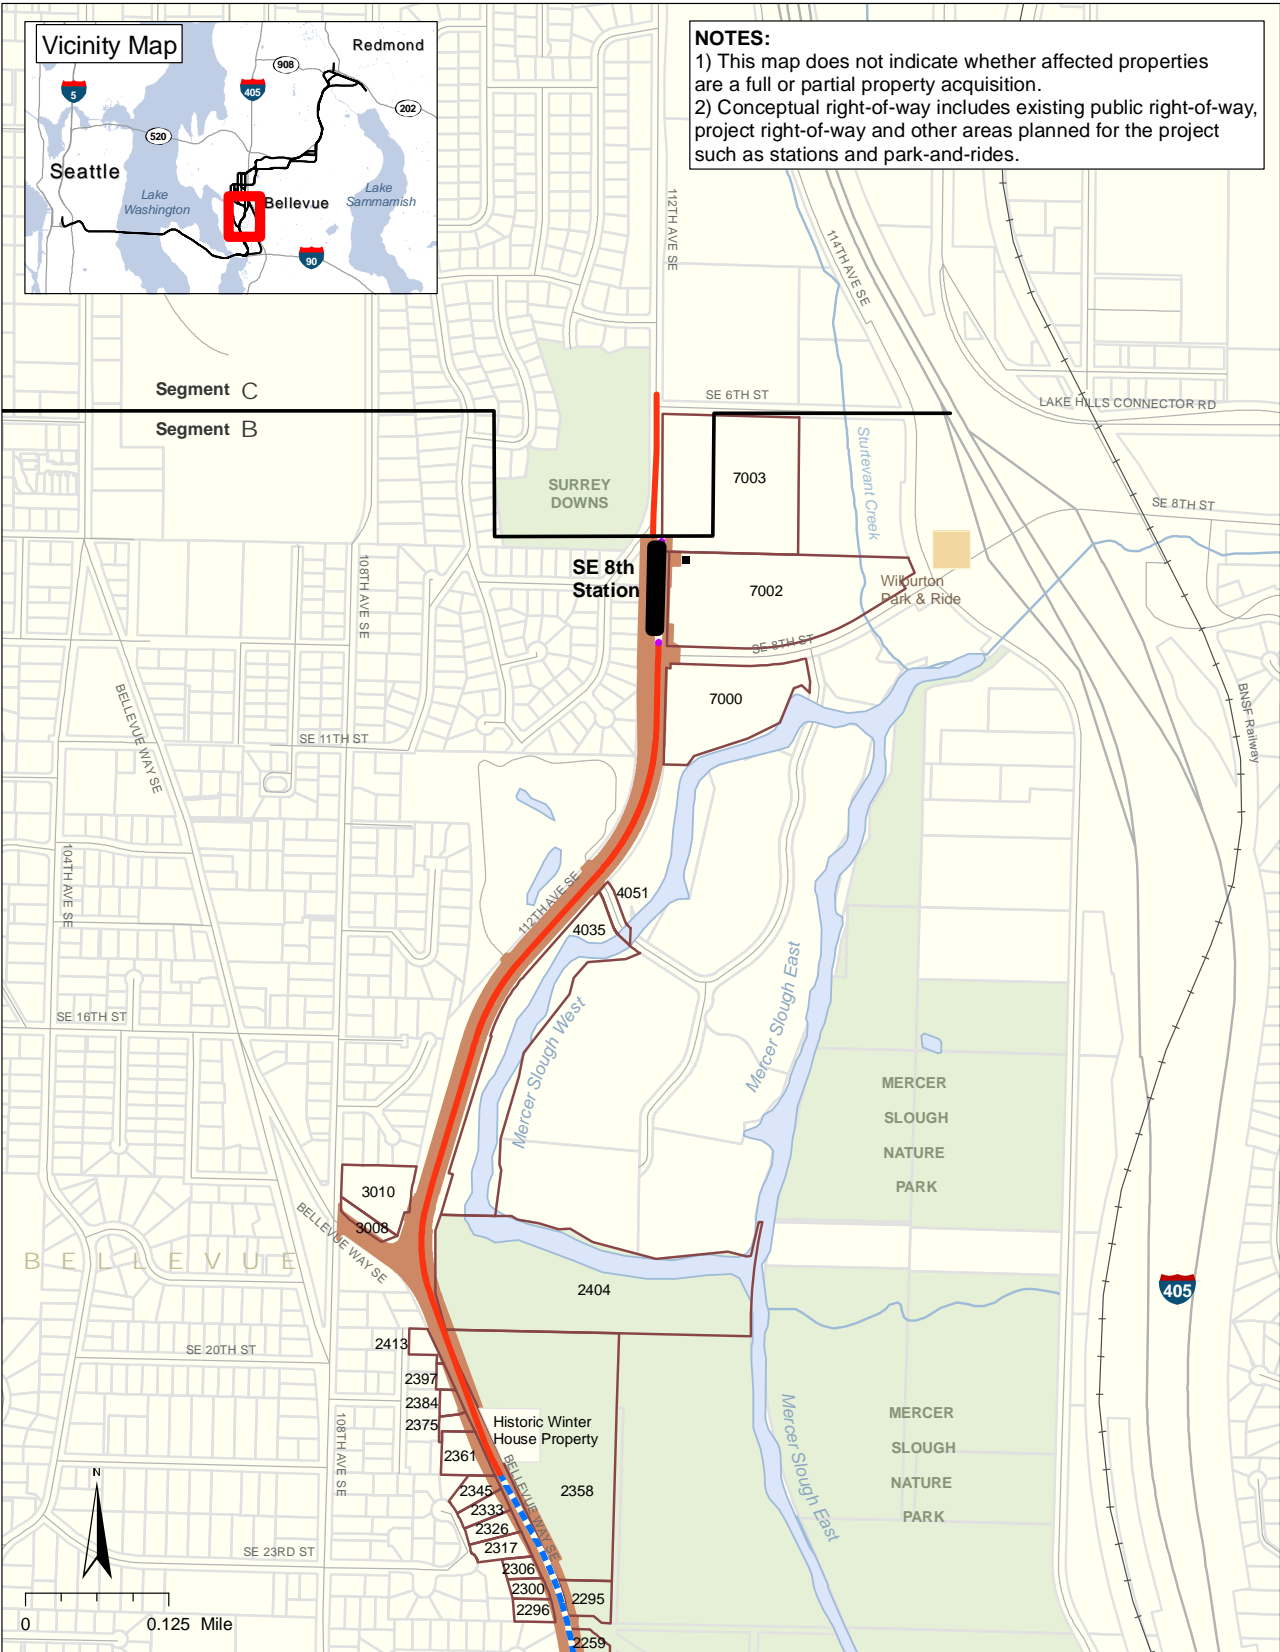 Vicinity Map
Redmond
908
5
405
202
520
Seattle
Lake
Washington
Lake
Sammamish
Bellevue
90
NOTES:
1) This map does not indicate whether affected properties
are a full or partial property acquisition.
2) Conceptual right-of-way includes existing public right-of-way,
project right-of-way and other areas planned for the project
such as stations and park-and-rides.
112TH AVE SE
114TH AVE SE
Segment C
Segment B
SE 6TH ST
LAKE HILLS CONNECTOR RD
SURREY
DOWNS
7003
Sturtevant Creek
SE 8TH ST
SE 8th
Station
7002
Wilburton
Park & Ride
108TH AVE SE
SE 8TH ST
7000
BELLEVUE WAY SE
SE 11TH ST
BNSF Railway
104TH AVE SE
112TH AVE SE
4051
4035
Mercer Slough West
Mercer Slough East
SE 16TH ST
MERCER
SLOUGH
NATURE
PARK
3010
3008
BELLEVUE WAY SE
BELLEVUE
2404
405
2413
SE 20TH ST
2397
2384
2375
108TH AVE SE
Historic Winter
House Property
2361
BELLEVUE WAY SE
2358
Mercer Slough East
MERCER
SLOUGH
NATURE
PARK
N
2345
2333
2326
2317
SE 23RD ST
2306
2300
2295
2296
2259
0 0.125 Mile